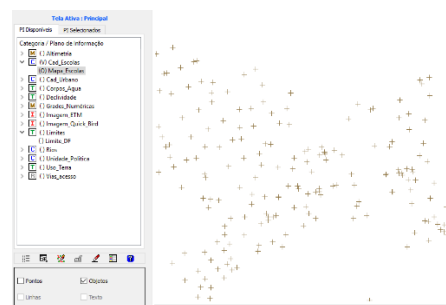 Tela Ativa : Principal
PI Disponíveis PI Selecionados
Categoria / Plano de Informação
M () Altimetria
C (V) Cad_Escolas
(O) Mapa_Escolas
C () Cad_Urbano
T () Corpos_Agua
T () Declividade
M () Grades_Numéricas
I () Imagem_ETM
I () Imagem_Quick_Bird
T () Limites
() Limite_DF
C () Rios
C () Unidade_Politica
T () Uso_Terra
() Vias_acesso
Pontos Objetos
Linhas Texto